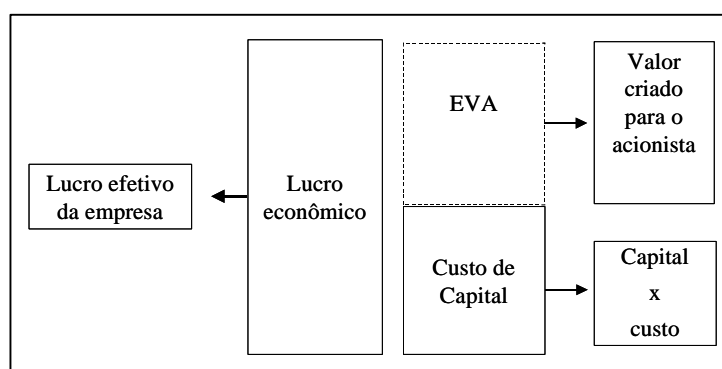 Lucro efetivo
da empresa
Lucro
econômico
EVA
Custo de
Capital
Valor
criado
para o
acionista
Capital
x
custo